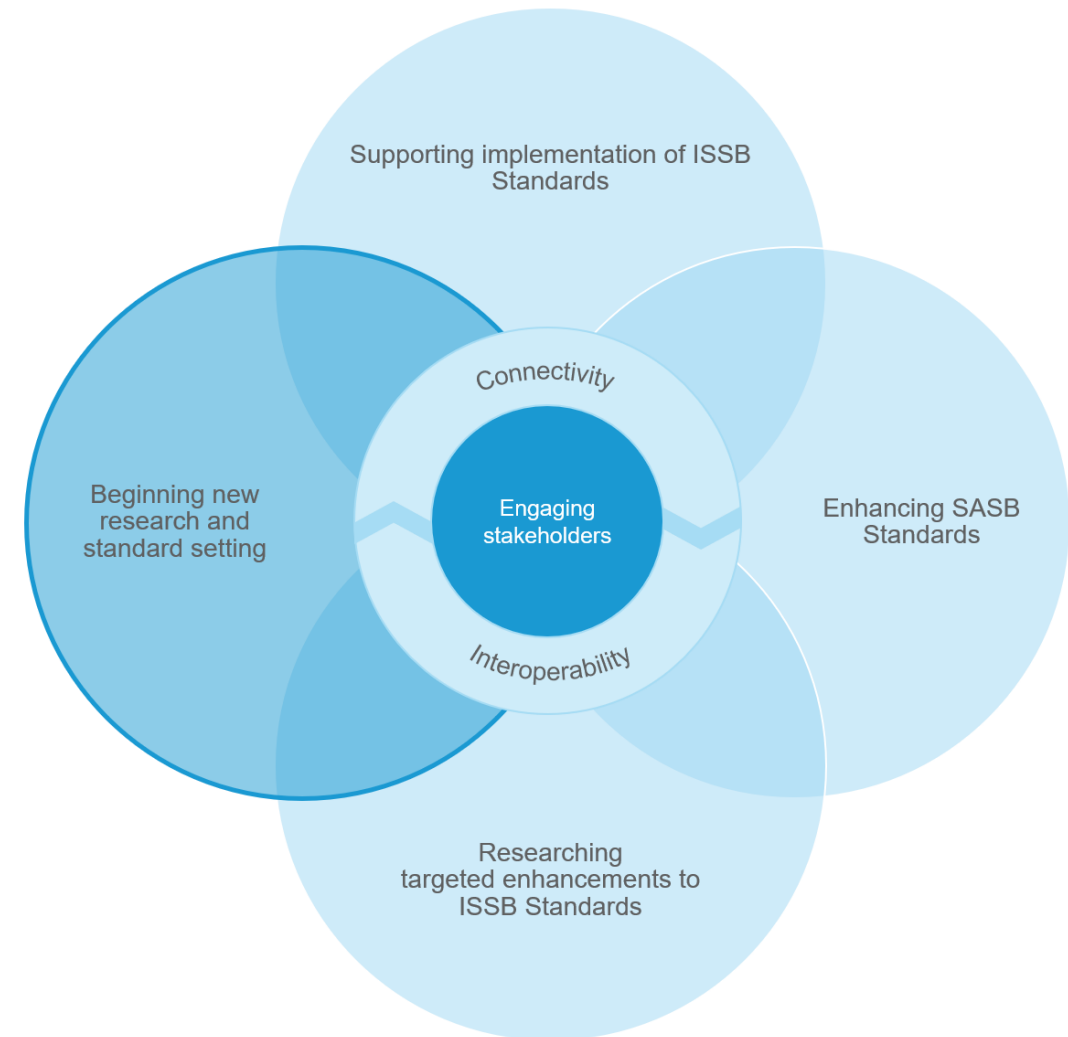 Supporting implementation of ISSB
Standards
Connectivity
Beginning new
research and
standard setting
Engaging
stakeholders
Enhancing SASB
Standards
Interoperability
Researching
targeted enhancements to
ISSB Standards